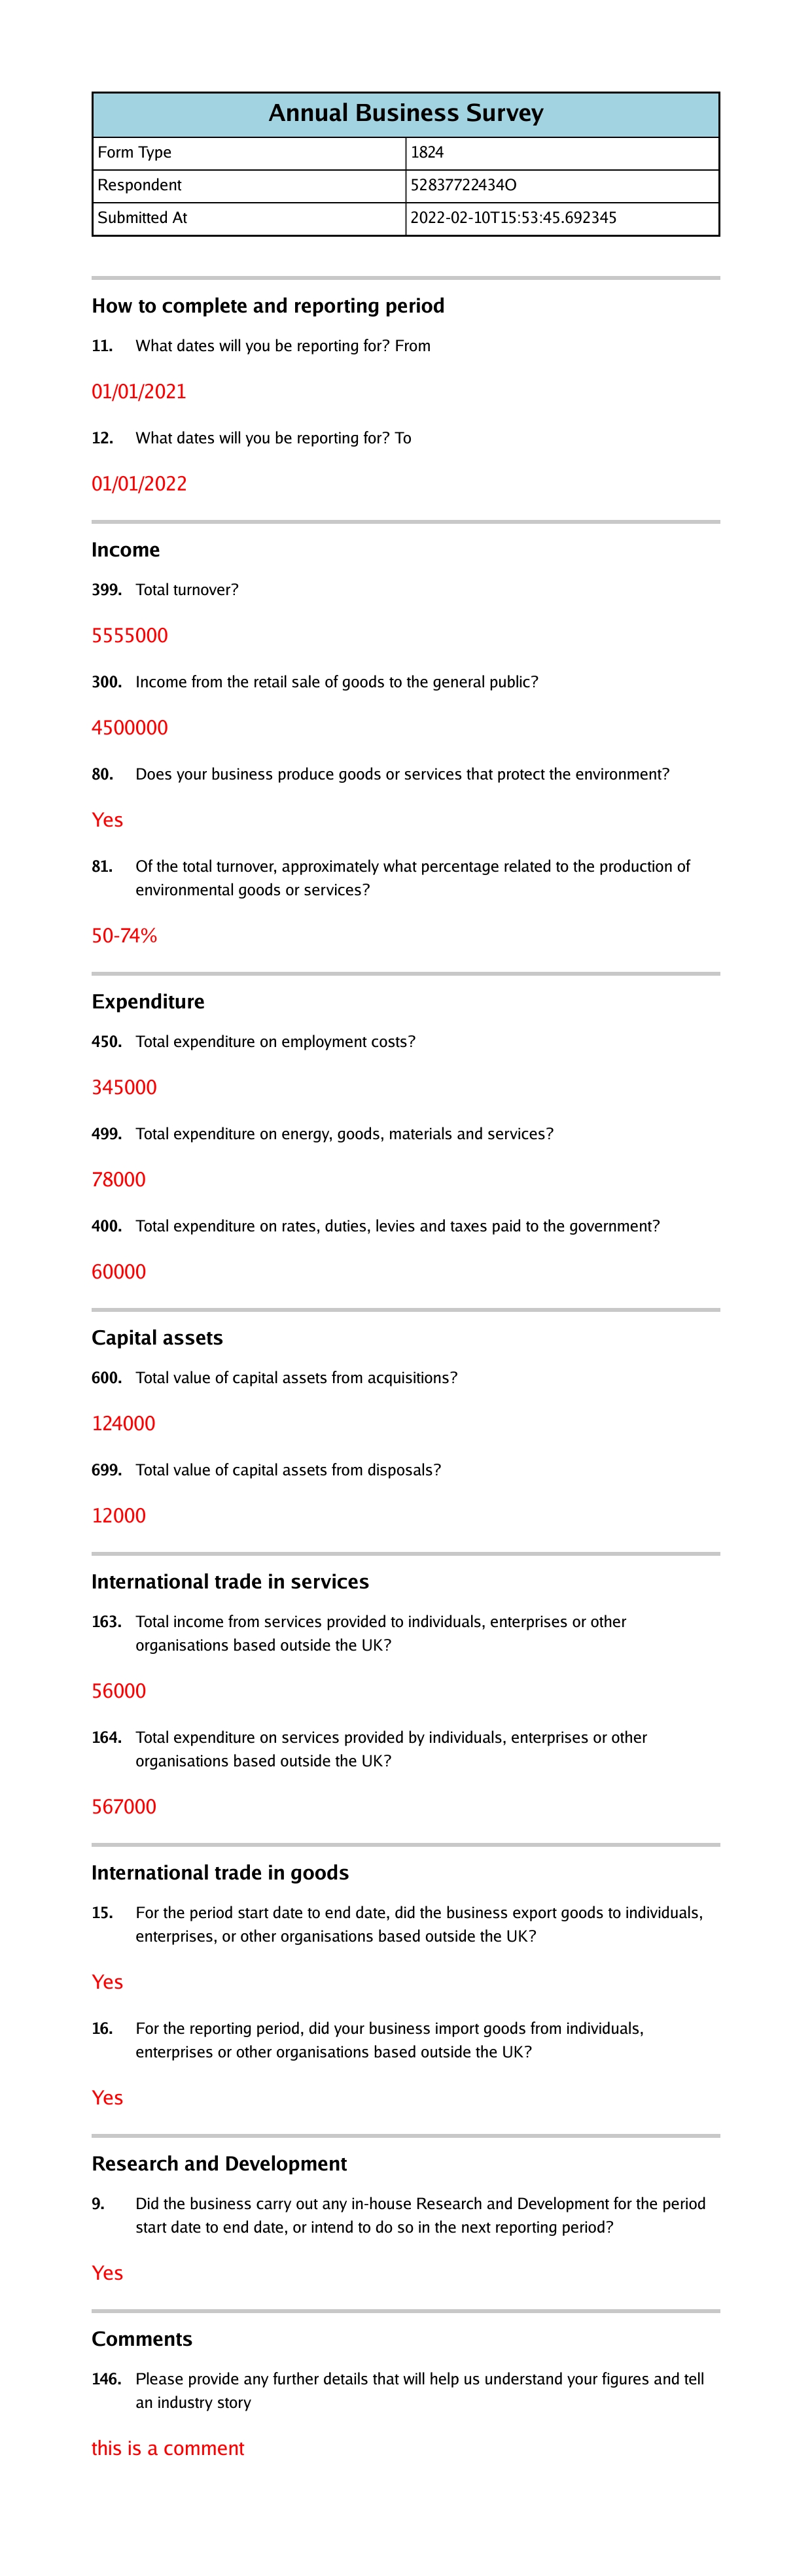 Annual Business Survey
Form Type 1824
Respondent 52837722434O
Submitted At 2022-02-10T15:53:45.692345
How to complete and reporting period
11. What dates will you be reporting for? From
01/01/2021
12. What dates will you be reporting for? To
01/01/2022
Income
399. Total turnover?
5555000
300. Income from the retail sale of goods to the general public?
4500000
80. Does your business produce goods or services that protect the environment?
Yes
81. Of the total turnover, approximately what percentage related to the production of
environmental goods or services?
50-74%
Expenditure
450. Total expenditure on employment costs?
345000
499. Total expenditure on energy, goods, materials and services?
78000
400. Total expenditure on rates, duties, levies and taxes paid to the government?
60000
Capital assets
600. Total value of capital assets from acquisitions?
124000
699. Total value of capital assets from disposals?
12000
International trade in services
163. Total income from services provided to individuals, enterprises or other
organisations based outside the UK?
56000
164. Total expenditure on services provided by individuals, enterprises or other
organisations based outside the UK?
567000
International trade in goods
15. For the period start date to end date, did the business export goods to individuals,
enterprises, or other organisations based outside the UK?
Yes
16. For the reporting period, did your business import goods from individuals,
enterprises or other organisations based outside the UK?
Yes
Research and Development
9. Did the business carry out any in-house Research and Development for the period
start date to end date, or intend to do so in the next reporting period?
Yes
Comments
146. Please provide any further details that will help us understand your figures and tell
an industry story
this is a comment